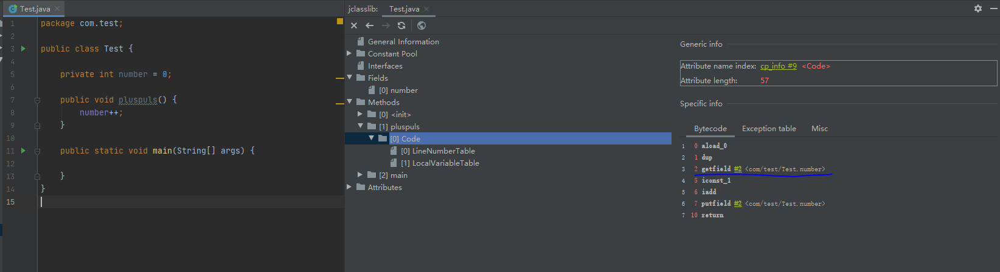 Test.java
1 package com.test;
2
3 public class Test {
4
5 private int number = 0;
6
7 public void pluspuls() {
8 number++;
9 }
10
11 public static void main(String[] args) {
12
13 }
14 }
15
jclasslib: Test.java
General Information
Constant Pool
Interfaces
Fields
[0] number
Methods
[0] <init>
[1] pluspuls
[0] Code
[0] LineNumberTable
[1] LocalVariableTable
[2] main
Attributes
Generic info
Attribute name index: cp_info #9 <Code>
Attribute length: 57
Specific info
Bytecode Exception table Misc
1 0 aload_0
2 1 dup
3 2 getfield #2 <com/test/Test.number>
4 5 iconst_1
5 6 iadd
6 7 putfield #2 <com/test/Test.number>
7 10 return